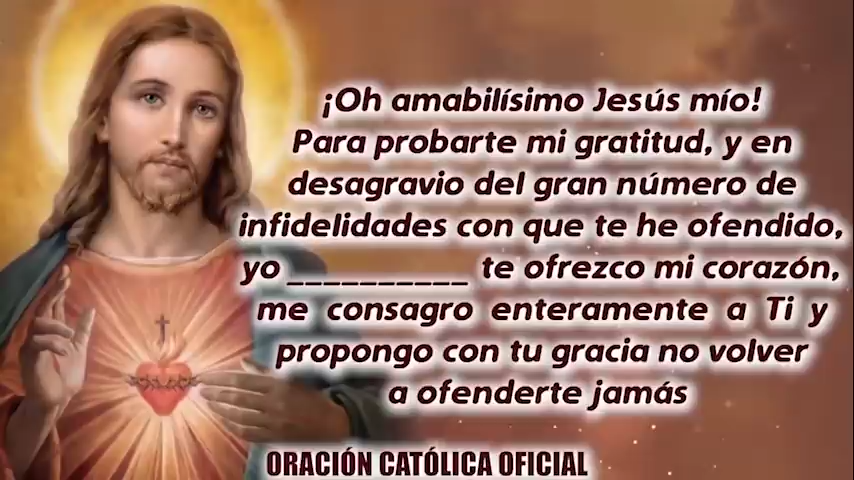 ¡Oh amabilísimo Jesús mío!
Para probarte mi gratitud, y en
desagravio del gran número de
infidelidades con que te he ofendido,
yo __________ te ofrezco mi corazón,
me consagro enteramente a Ti y
propongo con tu gracia no volver
a ofenderte jamás
ORACIÓN CATÓLICA OFICIAL